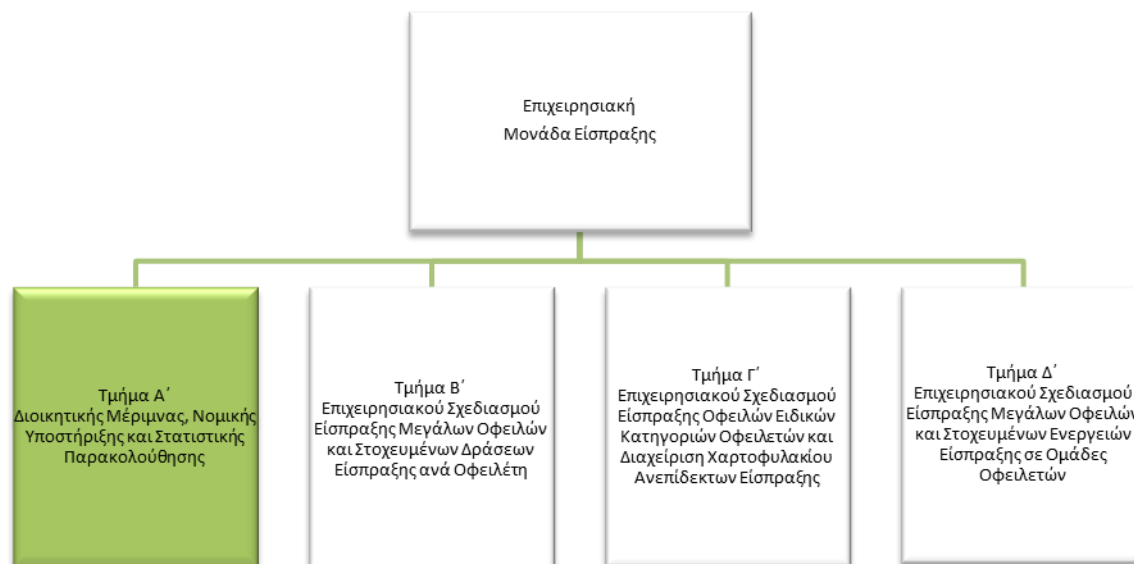 Επιχειρησιακή
Μονάδα Είσπραξης
Τμήμα Α΄
Διοικητικής Μέριμνας, Νομικής
Υποστήριξης και Στατιστικής
Παρακολούθησης
Τμήμα Β΄
Επιχειρησιακού Σχεδιασμού
Είσπραξης Μεγάλων Οφειλών
και Στοχευμένων Δράσεων
Είσπραξης ανά Οφειλέτη
Τμήμα Γ΄
Επιχειρησιακού Σχεδιασμού
Είσπραξης Οφειλών Ειδικών
Κατηγοριών Οφειλετών και
Διαχείριση Χαρτοφυλακίου
Ανεπίδεκτων Είσπραξης
Τμήμα Δ΄
Επιχειρησιακού Σχεδιασμού
Είσπραξης Μεγάλων Οφειλών
και Στοχευμένων Ενεργειών
Είσπραξης σε Ομάδες
Οφειλετών